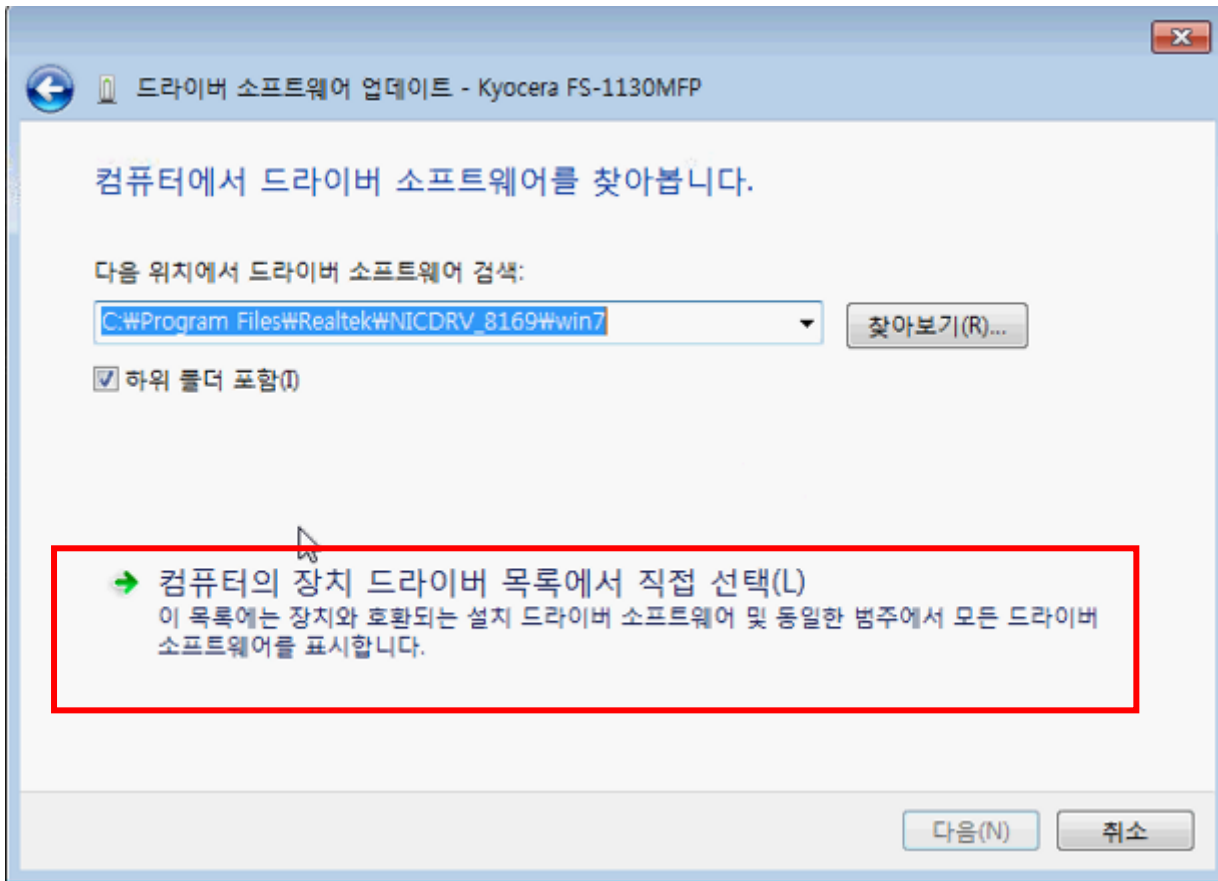 드라이버 소프트웨어 업데이트 - Kyocera FS-1130MFP
컴퓨터에서 드라이버 소프트웨어를 찾아봅니다.
다음 위치에서 드라이버 소프트웨어 검색:
C:₩Program Files₩Realtek₩NICDRV_8169₩win7
찾아보기(R)...
하위 폴더 포함(I)
컴퓨터의 장치 드라이버 목록에서 직접 선택(L)
이 목록에는 장치와 호환되는 설치 드라이버 소프트웨어 및 동일한 범주에서 모든 드라이버
소프트웨어를 표시합니다.
다음(N)
취소